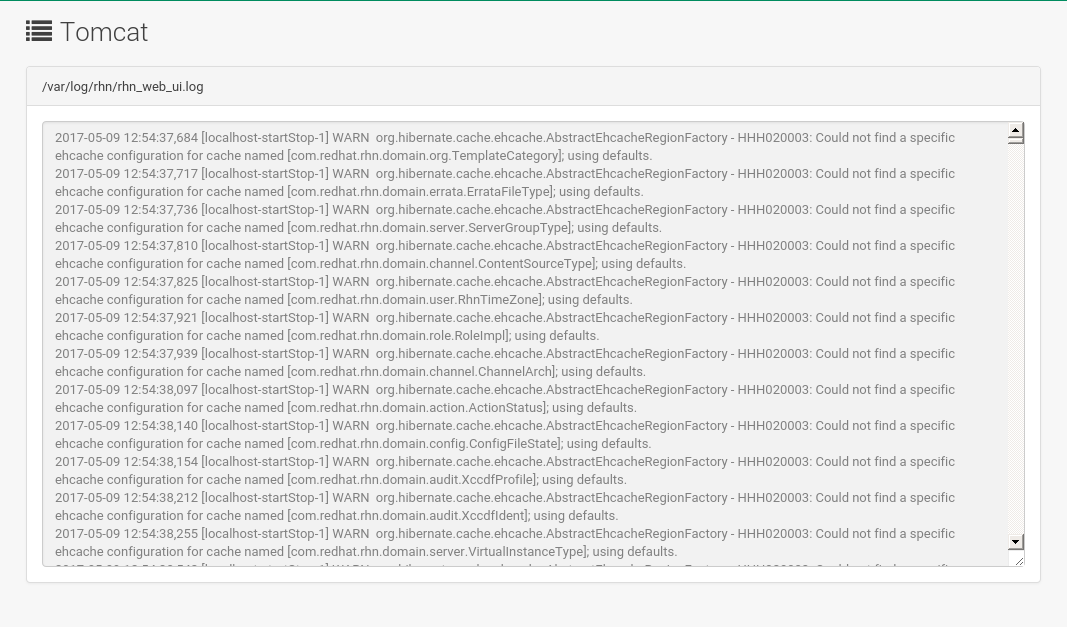 Tomcat
/var/log/rhn/rhn_web_ui.log
2017-05-09 12:54:37,684 [localhost-startStop-1] WARN  org.hibernate.cache.ehcache.AbstractEhcacheRegionFactory - HHH020003: Could not find a specific
ehcache configuration for cache named [com.redhat.rhn.domain.org.TemplateCategory]; using defaults.
2017-05-09 12:54:37,717 [localhost-startStop-1] WARN  org.hibernate.cache.ehcache.AbstractEhcacheRegionFactory - HHH020003: Could not find a specific
ehcache configuration for cache named [com.redhat.rhn.domain.errata.ErrataFileType]; using defaults.
2017-05-09 12:54:37,736 [localhost-startStop-1] WARN  org.hibernate.cache.ehcache.AbstractEhcacheRegionFactory - HHH020003: Could not find a specific
ehcache configuration for cache named [com.redhat.rhn.domain.server.ServerGroupType]; using defaults.
2017-05-09 12:54:37,810 [localhost-startStop-1] WARN  org.hibernate.cache.ehcache.AbstractEhcacheRegionFactory - HHH020003: Could not find a specific
ehcache configuration for cache named [com.redhat.rhn.domain.channel.ContentSourceType]; using defaults.
2017-05-09 12:54:37,825 [localhost-startStop-1] WARN  org.hibernate.cache.ehcache.AbstractEhcacheRegionFactory - HHH020003: Could not find a specific
ehcache configuration for cache named [com.redhat.rhn.domain.user.RhnTimeZone]; using defaults.
2017-05-09 12:54:37,921 [localhost-startStop-1] WARN  org.hibernate.cache.ehcache.AbstractEhcacheRegionFactory - HHH020003: Could not find a specific
ehcache configuration for cache named [com.redhat.rhn.domain.role.RoleImpl]; using defaults.
2017-05-09 12:54:37,939 [localhost-startStop-1] WARN  org.hibernate.cache.ehcache.AbstractEhcacheRegionFactory - HHH020003: Could not find a specific
ehcache configuration for cache named [com.redhat.rhn.domain.channel.ChannelArch]; using defaults.
2017-05-09 12:54:38,097 [localhost-startStop-1] WARN  org.hibernate.cache.ehcache.AbstractEhcacheRegionFactory - HHH020003: Could not find a specific
ehcache configuration for cache named [com.redhat.rhn.domain.action.ActionStatus]; using defaults.
2017-05-09 12:54:38,140 [localhost-startStop-1] WARN  org.hibernate.cache.ehcache.AbstractEhcacheRegionFactory - HHH020003: Could not find a specific
ehcache configuration for cache named [com.redhat.rhn.domain.config.ConfigFileState]; using defaults.
2017-05-09 12:54:38,154 [localhost-startStop-1] WARN  org.hibernate.cache.ehcache.AbstractEhcacheRegionFactory - HHH020003: Could not find a specific
ehcache configuration for cache named [com.redhat.rhn.domain.audit.XccdfProfile]; using defaults.
2017-05-09 12:54:38,212 [localhost-startStop-1] WARN  org.hibernate.cache.ehcache.AbstractEhcacheRegionFactory - HHH020003: Could not find a specific
ehcache configuration for cache named [com.redhat.rhn.domain.audit.XccdfIdent]; using defaults.
2017-05-09 12:54:38,255 [localhost-startStop-1] WARN  org.hibernate.cache.ehcache.AbstractEhcacheRegionFactory - HHH020003: Could not find a specific
ehcache configuration for cache named [com.redhat.rhn.domain.server.VirtualInstanceType]; using defaults.